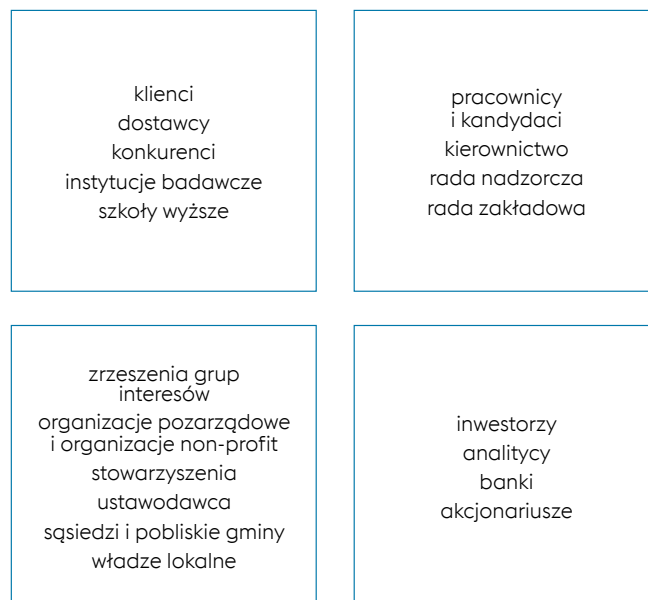 klienci
dostawcy
konkurenci
instytucje badawcze
szkoły wyższe
pracownicy
i kandydaci
kierownictwo
rada nadzorcza
rada zakładowa
zrzeszenia grup
interesów
organizacje pozarządowe
i organizacje non-profit
stowarzyszenia
ustawodawca
sąsiedzi i pobliskie gminy
władze lokalne
inwestorzy
analitycy
banki
akcjonariusze